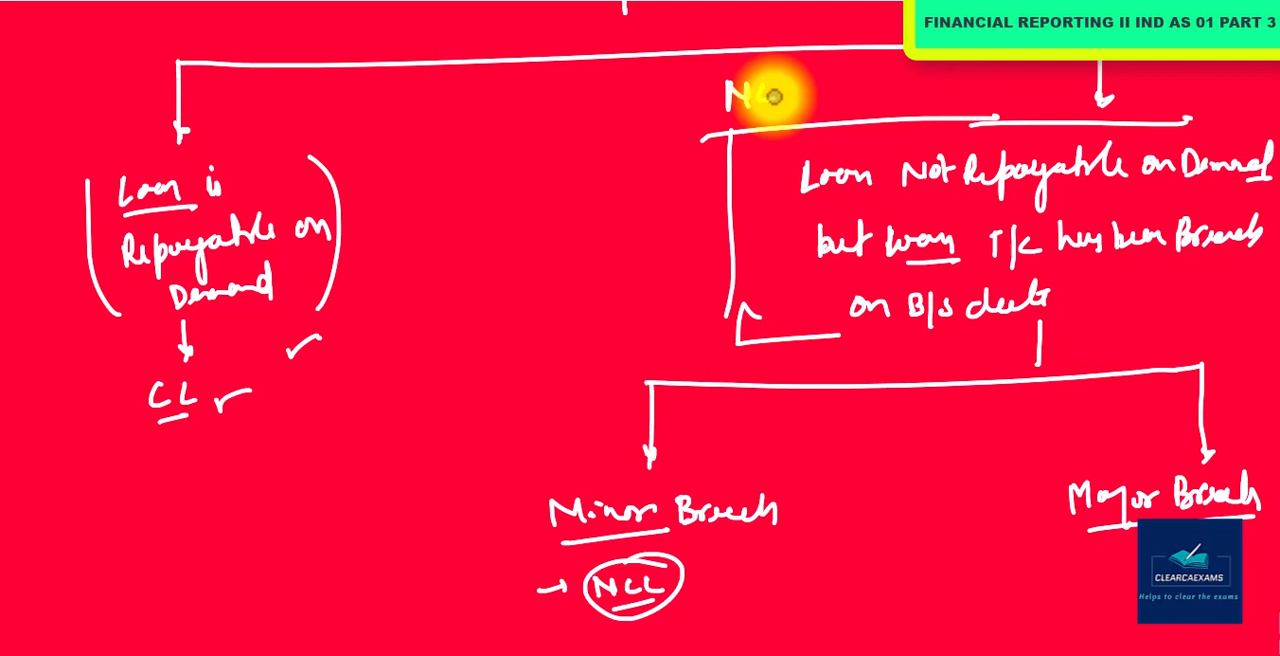 FINANCIAL REPORTING II IND AS 01 PART 3
NC
Loan is
Repayable on
Demand
CL
Loan Not Repayable on Demand
but loan T/C has been Breach
on B/s date
Minor Breach
NCL
Major Breach
CLEARCAEXAMS
Helps to clear the exams